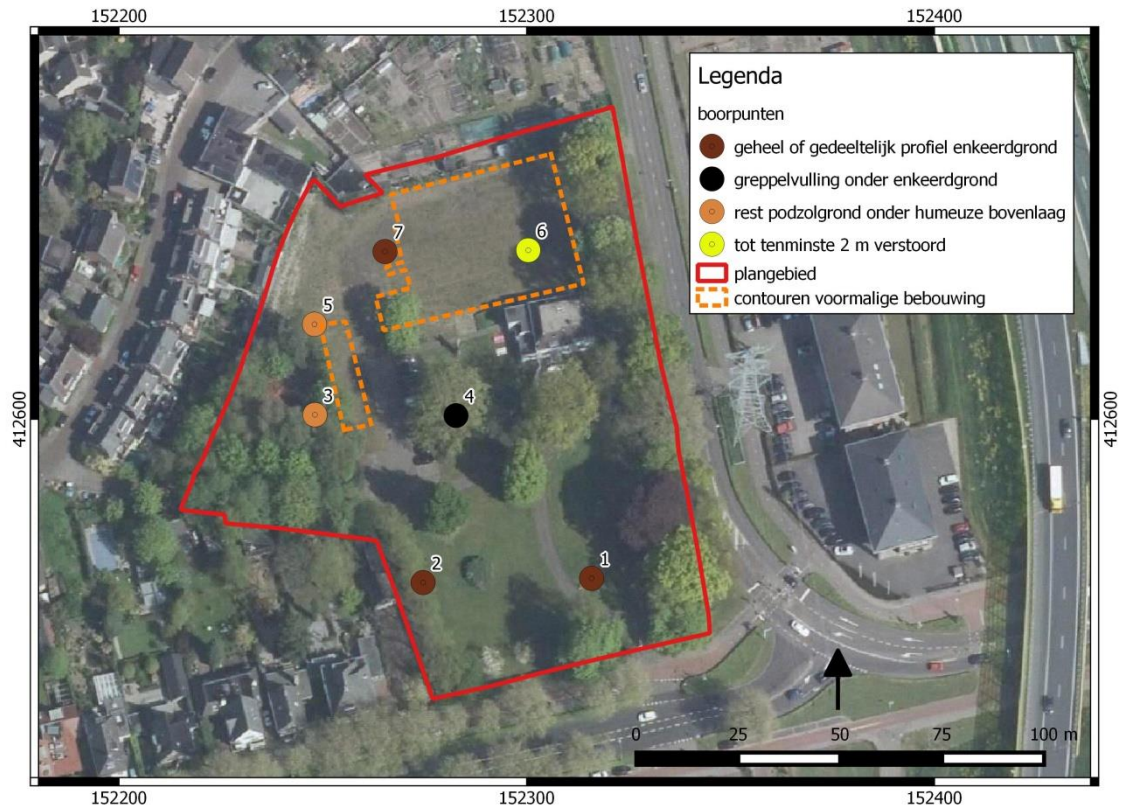 152200 152300 152400
Legenda
boorpunten
geheel of gedeeltelijk profiel enkeerdgrond
greppelvulling onder enkeerdgrond
rest podzolgrond onder humeuze bovenlaag
tot tenminste 2 m verstoord
plangebied
contouren voormalige bebouwing
7
6
5
3
4
412600
412600
2
1
0 25 50 75 100 m
152200 152300 152400